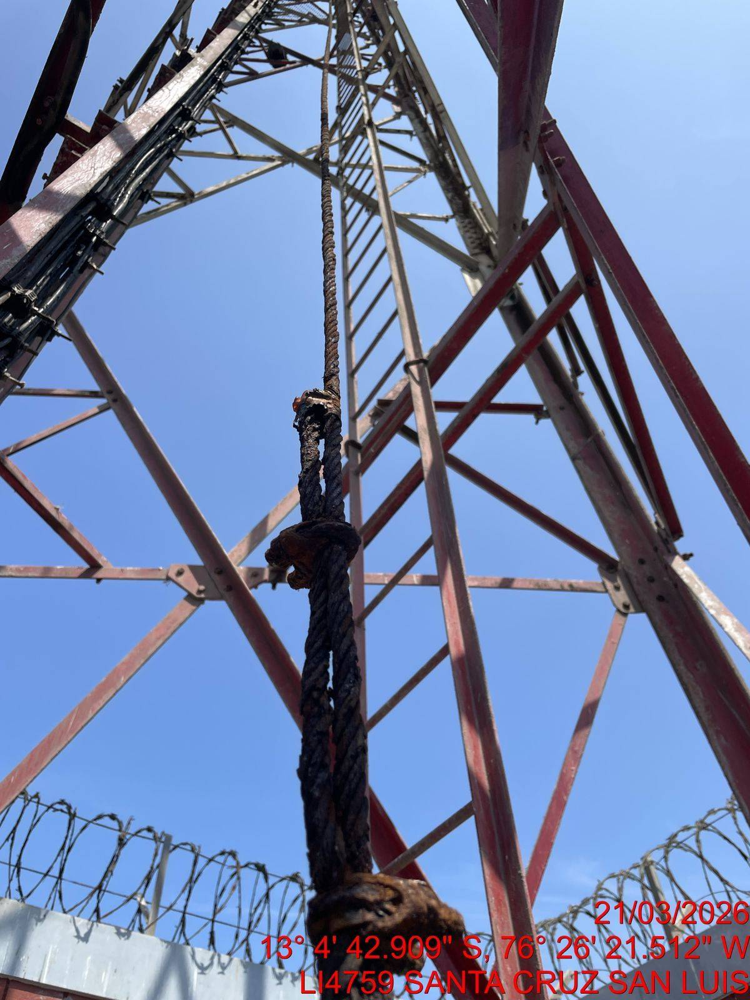 21/03/2026
13° 4' 42.909" S, 76° 26' 21.512" W
LI4759 SANTA CRUZ SAN LUIS